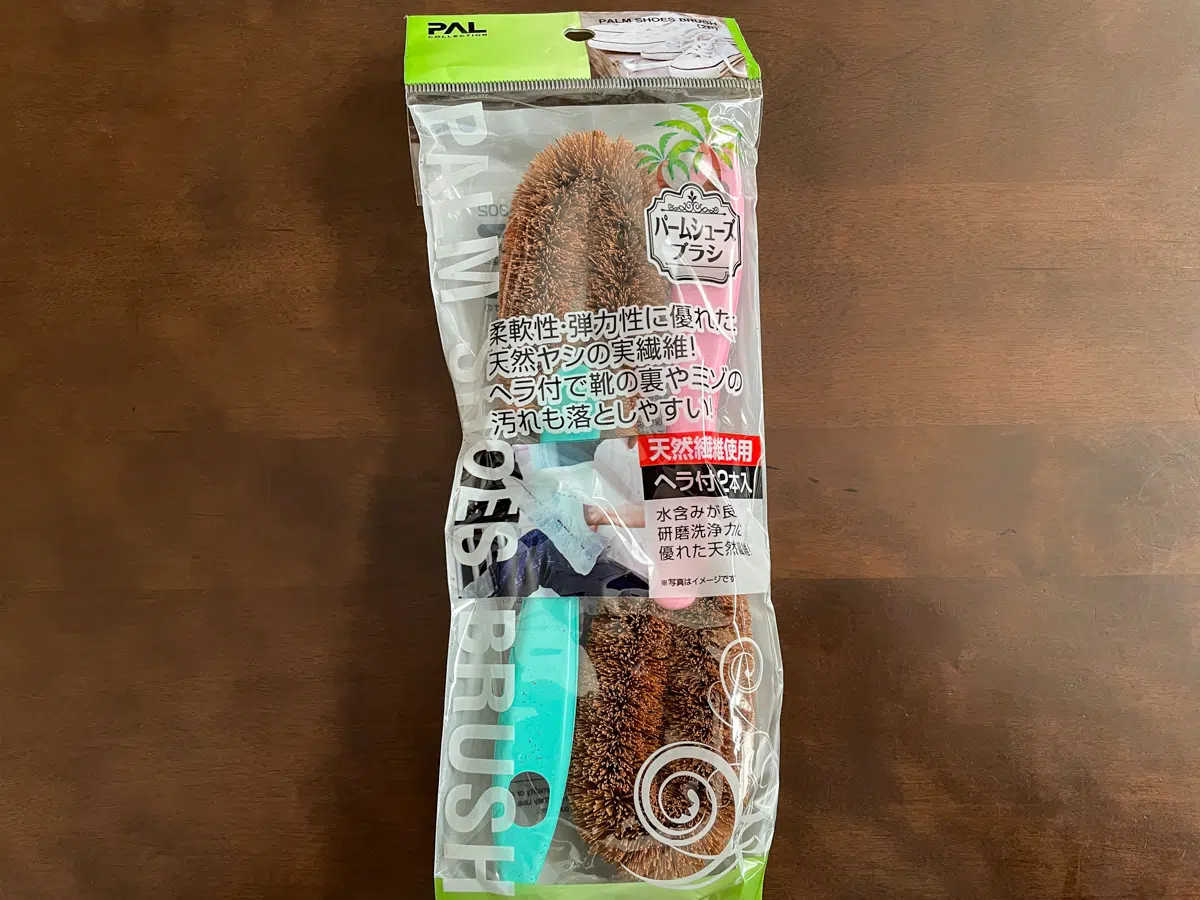 PAL
COLLECTION
PALM SHOES BRUSH
(2P)
PALM SHOES BRUSH
パームシューズ
ブラシ
柔軟性・弾力性に優れた、
天然ヤシの実繊維!
ヘラ付で靴の裏やミゾの
汚れも落としやすい!
天然繊維使用
ヘラ付 2本入
水含みが良
研磨洗浄力に
優れた天然繊維
※写真はイメージです